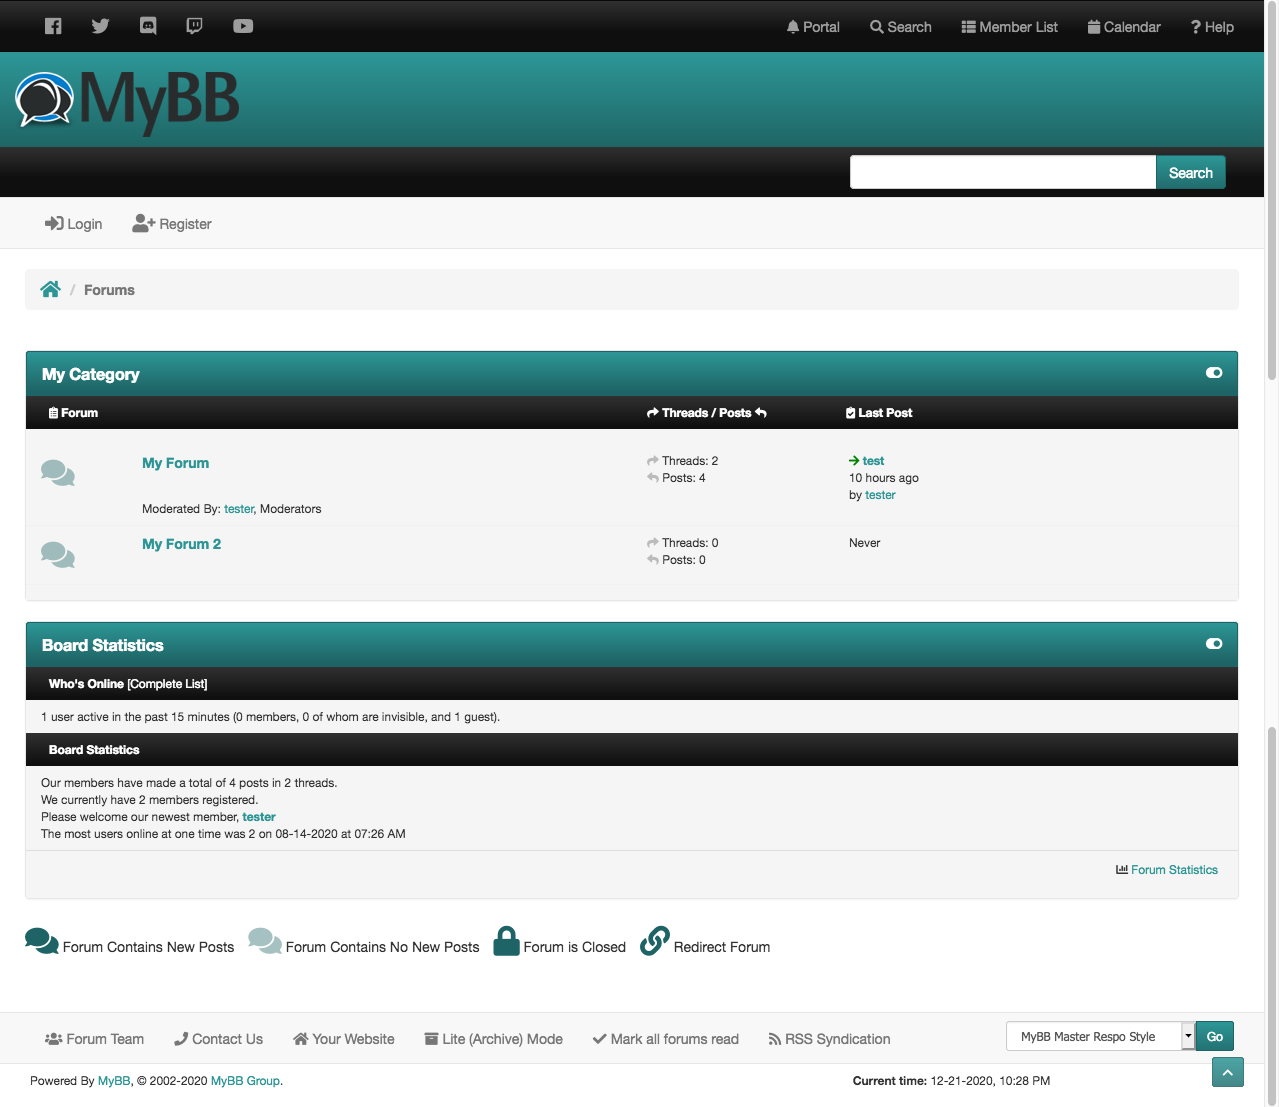 Portal Search Member List Calendar Help
MyBB
Search
Login Register
/ Forums
My Category
Forum Threads / Posts Last Post
My Forum Threads: 2 test
Posts: 4 10 hours ago
by tester
Moderated By: tester, Moderators
My Forum 2 Threads: 0 Never
Posts: 0
Board Statistics
Who's Online [Complete List]
1 user active in the past 15 minutes (0 members, 0 of whom are invisible, and 1 guest).
Board Statistics
Our members have made a total of 4 posts in 2 threads.
We currently have 2 members registered.
Please welcome our newest member, tester
The most users online at one time was 2 on 08-14-2020 at 07:26 AM
Forum Statistics
Forum Contains New Posts Forum Contains No New Posts Forum is Closed Redirect Forum
Forum Team Contact Us Your Website Lite (Archive) Mode Mark all forums read RSS Syndication MyBB Master Respo Style Go
Powered By MyBB, © 2002-2020 MyBB Group. Current time: 12-21-2020, 10:28 PM